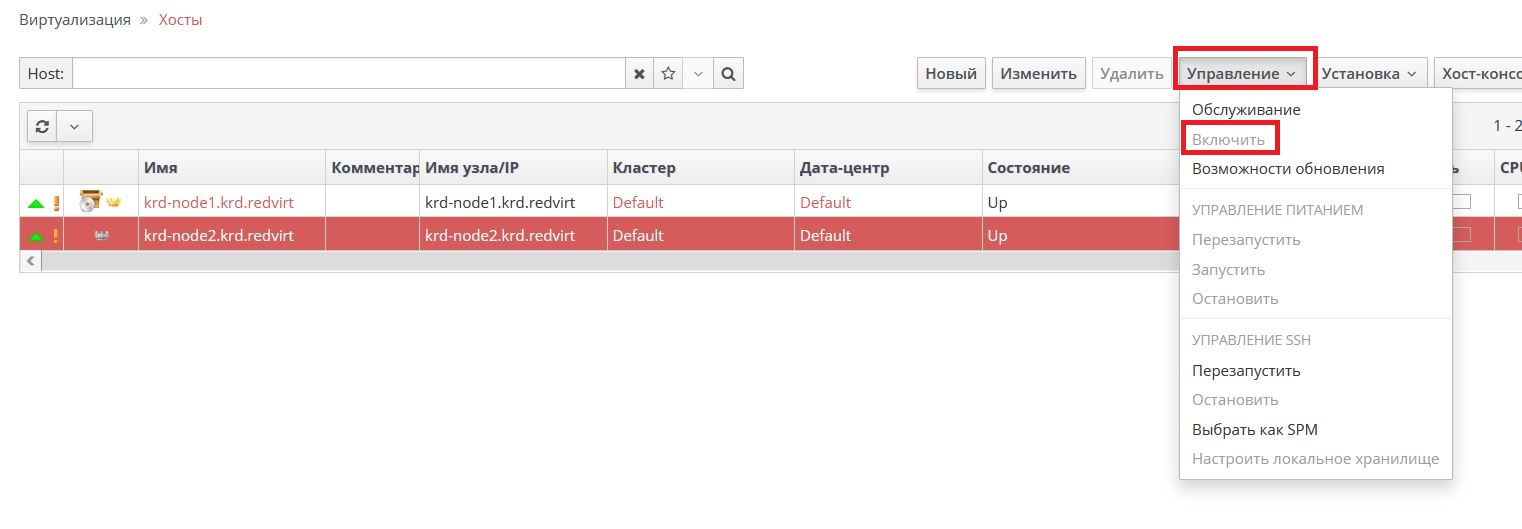 Виртуализация » Хосты
Host:
Новый Изменить Удалить Управление Установка Хост-консо
1 - 2
Имя Комментар Имя узла/IP Кластер Дата-центр Состояние ь CPU
krd-node1.krd.redvirt krd-node1.krd.redvirt Default Default Up
krd-node2.krd.redvirt krd-node2.krd.redvirt Default Default Up
Обслуживание
Включить
Возможности обновления
УПРАВЛЕНИЕ ПИТАНИЕМ
Перезапустить
Запустить
Остановить
УПРАВЛЕНИЕ SSH
Перезапустить
Остановить
Выбрать как SPM
Настроить локальное хранилище